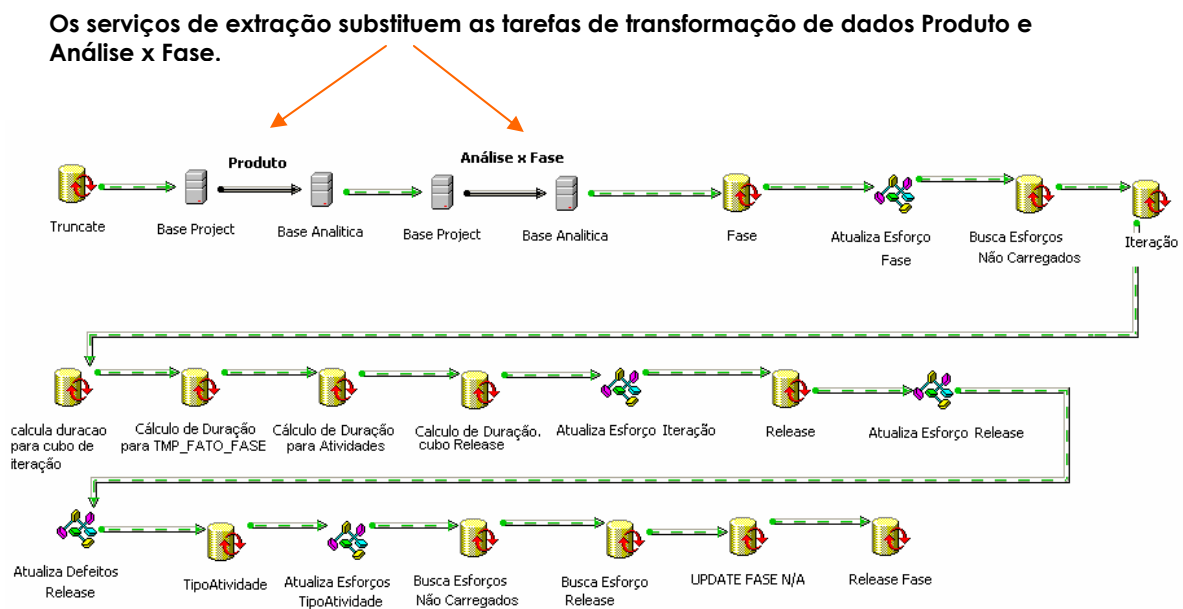 Os serviços de extração substituem as tarefas de transformação de dados Produto e
Análise x Fase.
Produto
Análise x Fase
Truncate
Base Project
Base Analitica
Base Project
Base Analitica
Fase
Atualiza Esforço
Fase
Busca Esforços
Não Carregados
Iteração
calcula duracao
para cubo de
iteração
Cálculo de Duração
para TMP_FATO_FASE
Cálculo de Duração
para Atividades
Calculo de Duração.
cubo Release
Atualiza Esforço Iteração
Release
Atualiza Esforço Release
Atualiza Defeitos
Release
TipoAtividade
Atualiza Esforços
TipoAtividade
Busca Esforços
Não Carregados
Busca Esforço
Release
UPDATE FASE N/A
Release Fase